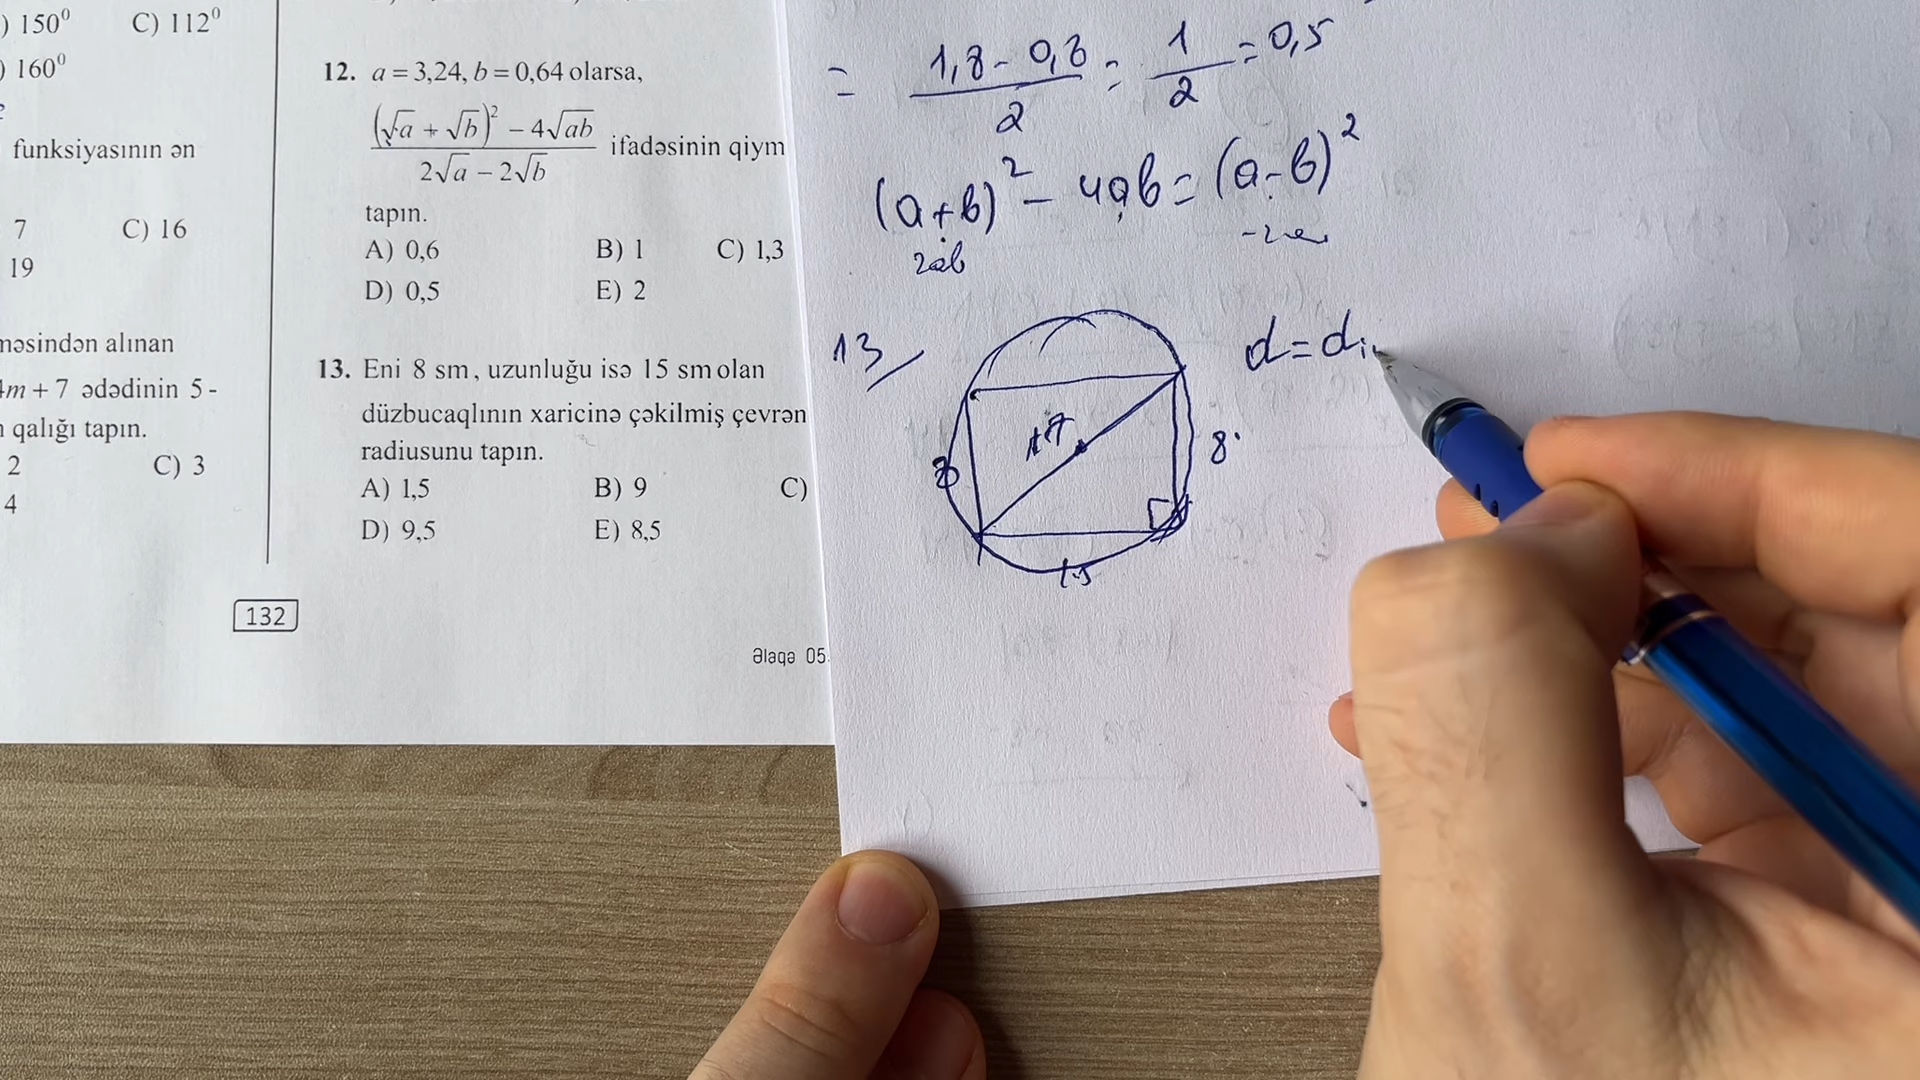 ) 150⁰ C) 112⁰
) 160⁰
funksiyasının ən
7 C) 16
19
məsindən alınan
4m + 7 ədədinin 5 -
qalığı tapın.
2 C) 3
4
132
12. a = 3,24, b = 0,64 olarsa,
(√a + √b)² − 4√ab / 2√a − 2√b ifadəsinin qiym
tapın.
A) 0,6 B) 1 C) 1,3
D) 0,5 E) 2
13. Eni 8 sm, uzunluğu isə 15 sm olan
düzbucaqlının xaricinə çəkilmiş çevrən
radiusunu tapın.
A) 1,5 B) 9 C)
D) 9,5 E) 8,5
Əlaqə 05
= 1,8 - 0,8 / 2 = 1 / 2 = 0,5
(a+b)² - 4ab = (a-b)²
2ab
13
d = di
17
8
8
15